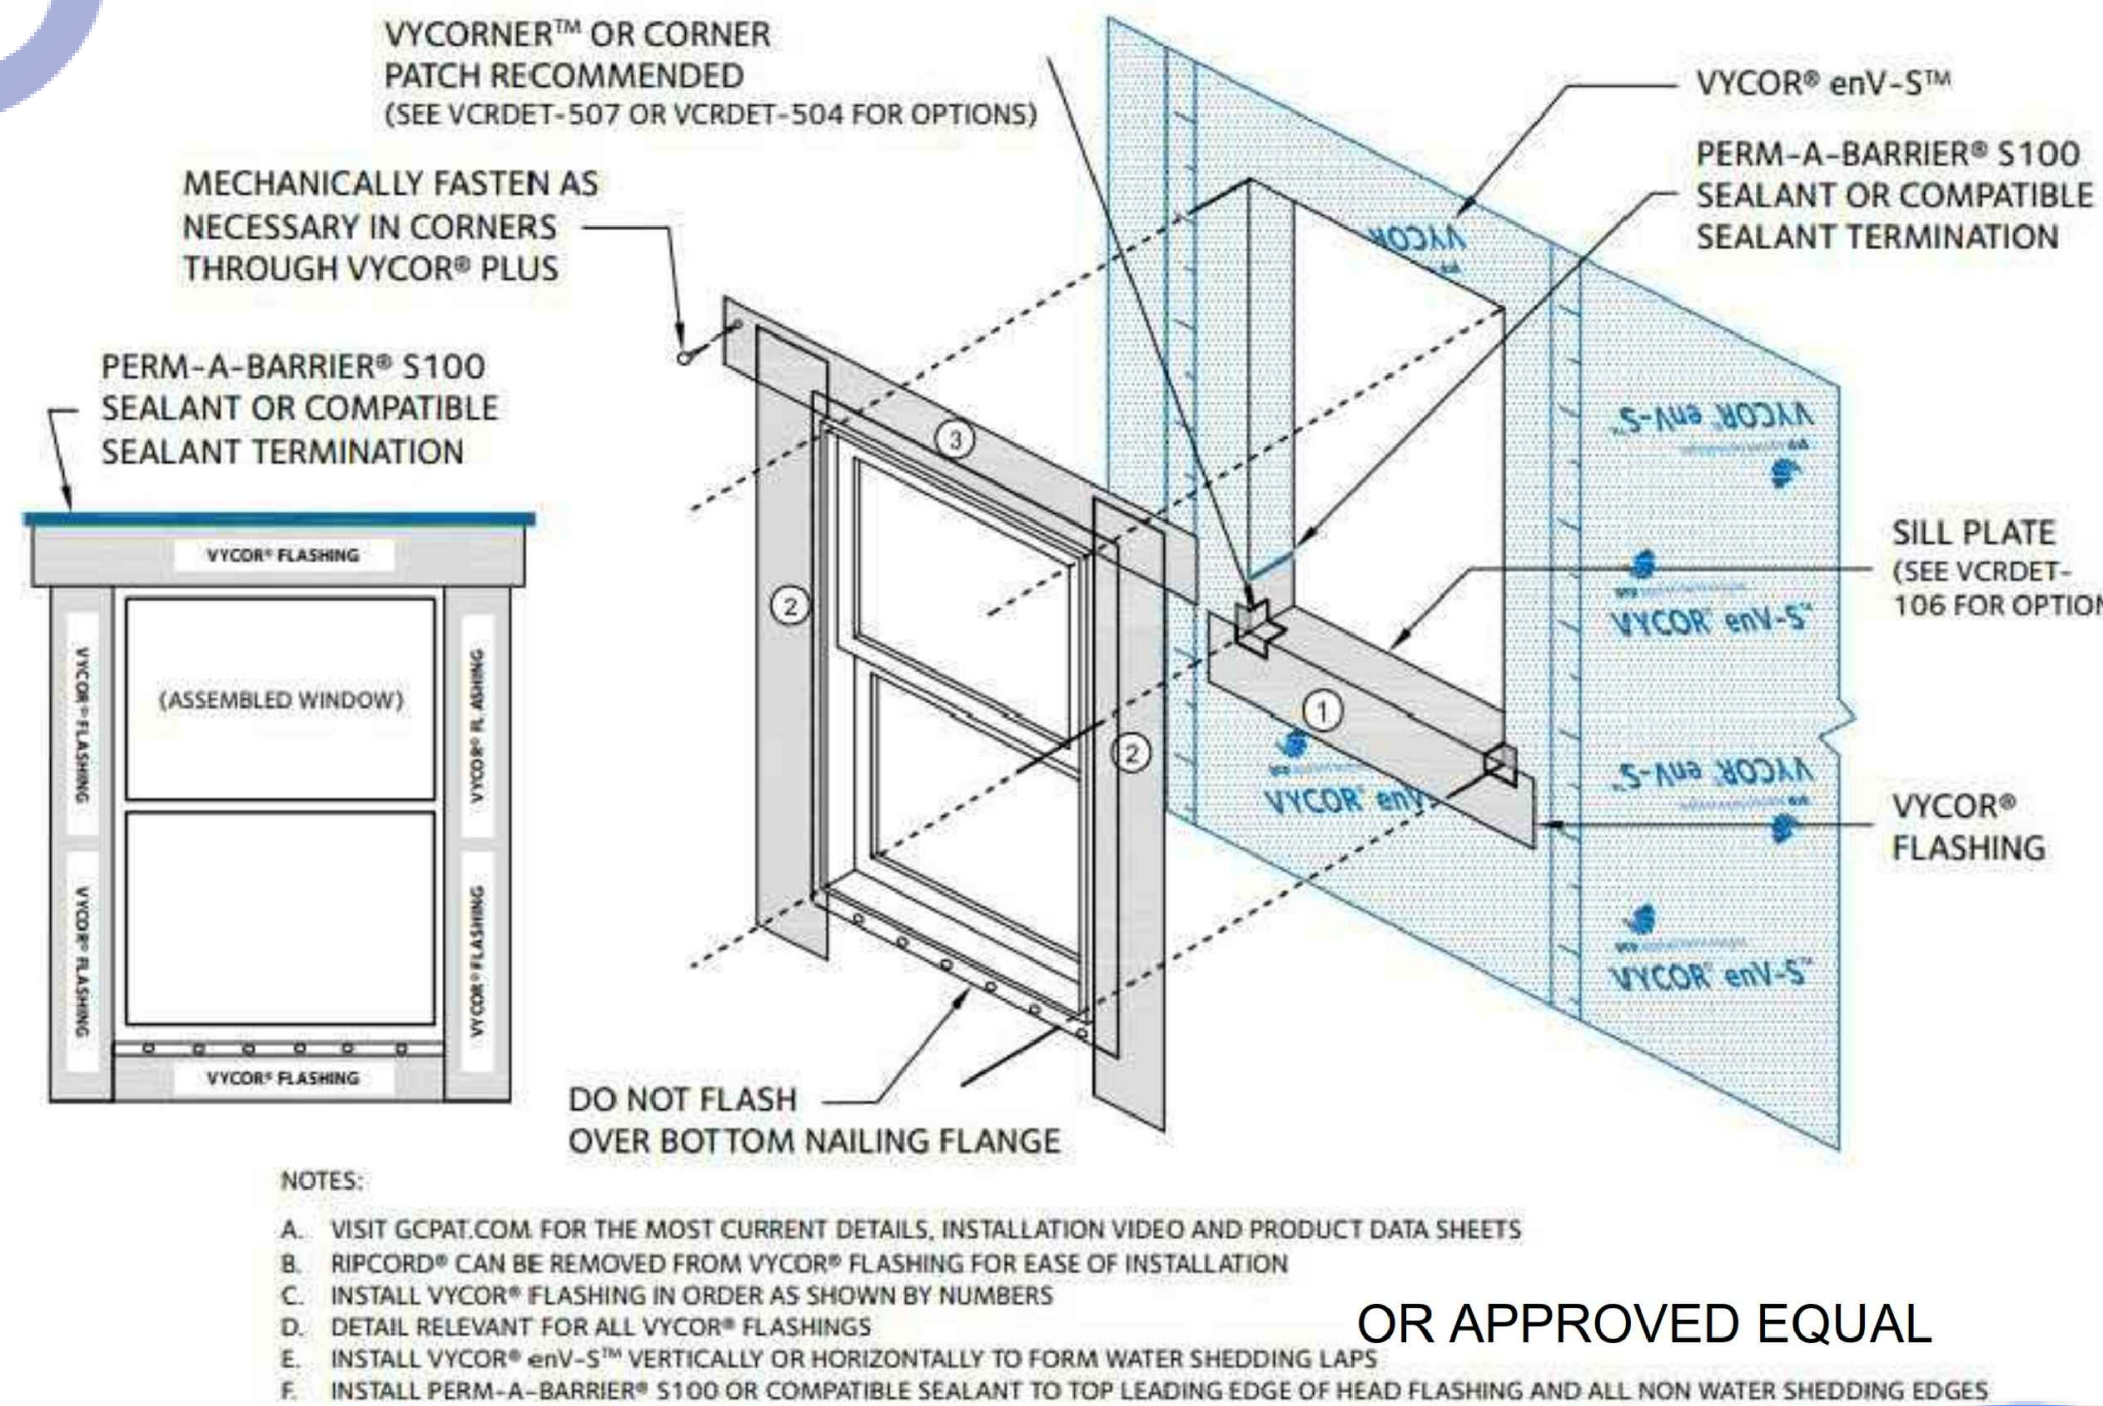 VYCORNER™ OR CORNER
PATCH RECOMMENDED
(SEE VCRDET-507 OR VCRDET-504 FOR OPTIONS)
VYCOR® enV-S™
PERM-A-BARRIER® S100
SEALANT OR COMPATIBLE
SEALANT TERMINATION
MECHANICALLY FASTEN AS
NECESSARY IN CORNERS
THROUGH VYCOR® PLUS
PERM-A-BARRIER® S100
SEALANT OR COMPATIBLE
SEALANT TERMINATION
VYCOR® FLASHING
(ASSEMBLED WINDOW)
VYCOR® FLASHING
VYCOR® FLASHING
VYCOR® FLASHING
VYCOR® FLASHING
VYCOR® FLASHING
3
2
2
1
VYCOR
VYCOR® enV-S™
VYCOR® enV-S™
VYCOR® enV-S™
VYCOR® enV
VYCOR® enV-S™
SILL PLATE
(SEE VCRDET-
106 FOR OPTION
VYCOR®
FLASHING
DO NOT FLASH
OVER BOTTOM NAILING FLANGE
NOTES:
A. VISIT GCPAT.COM FOR THE MOST CURRENT DETAILS, INSTALLATION VIDEO AND PRODUCT DATA SHEETS
B. RIPCORD® CAN BE REMOVED FROM VYCOR® FLASHING FOR EASE OF INSTALLATION
C. INSTALL VYCOR® FLASHING IN ORDER AS SHOWN BY NUMBERS
D. DETAIL RELEVANT FOR ALL VYCOR® FLASHINGS
OR APPROVED EQUAL
E. INSTALL VYCOR® enV-S™ VERTICALLY OR HORIZONTALLY TO FORM WATER SHEDDING LAPS
F. INSTALL PERM-A-BARRIER® S100 OR COMPATIBLE SEALANT TO TOP LEADING EDGE OF HEAD FLASHING AND ALL NON WATER SHEDDING EDGES